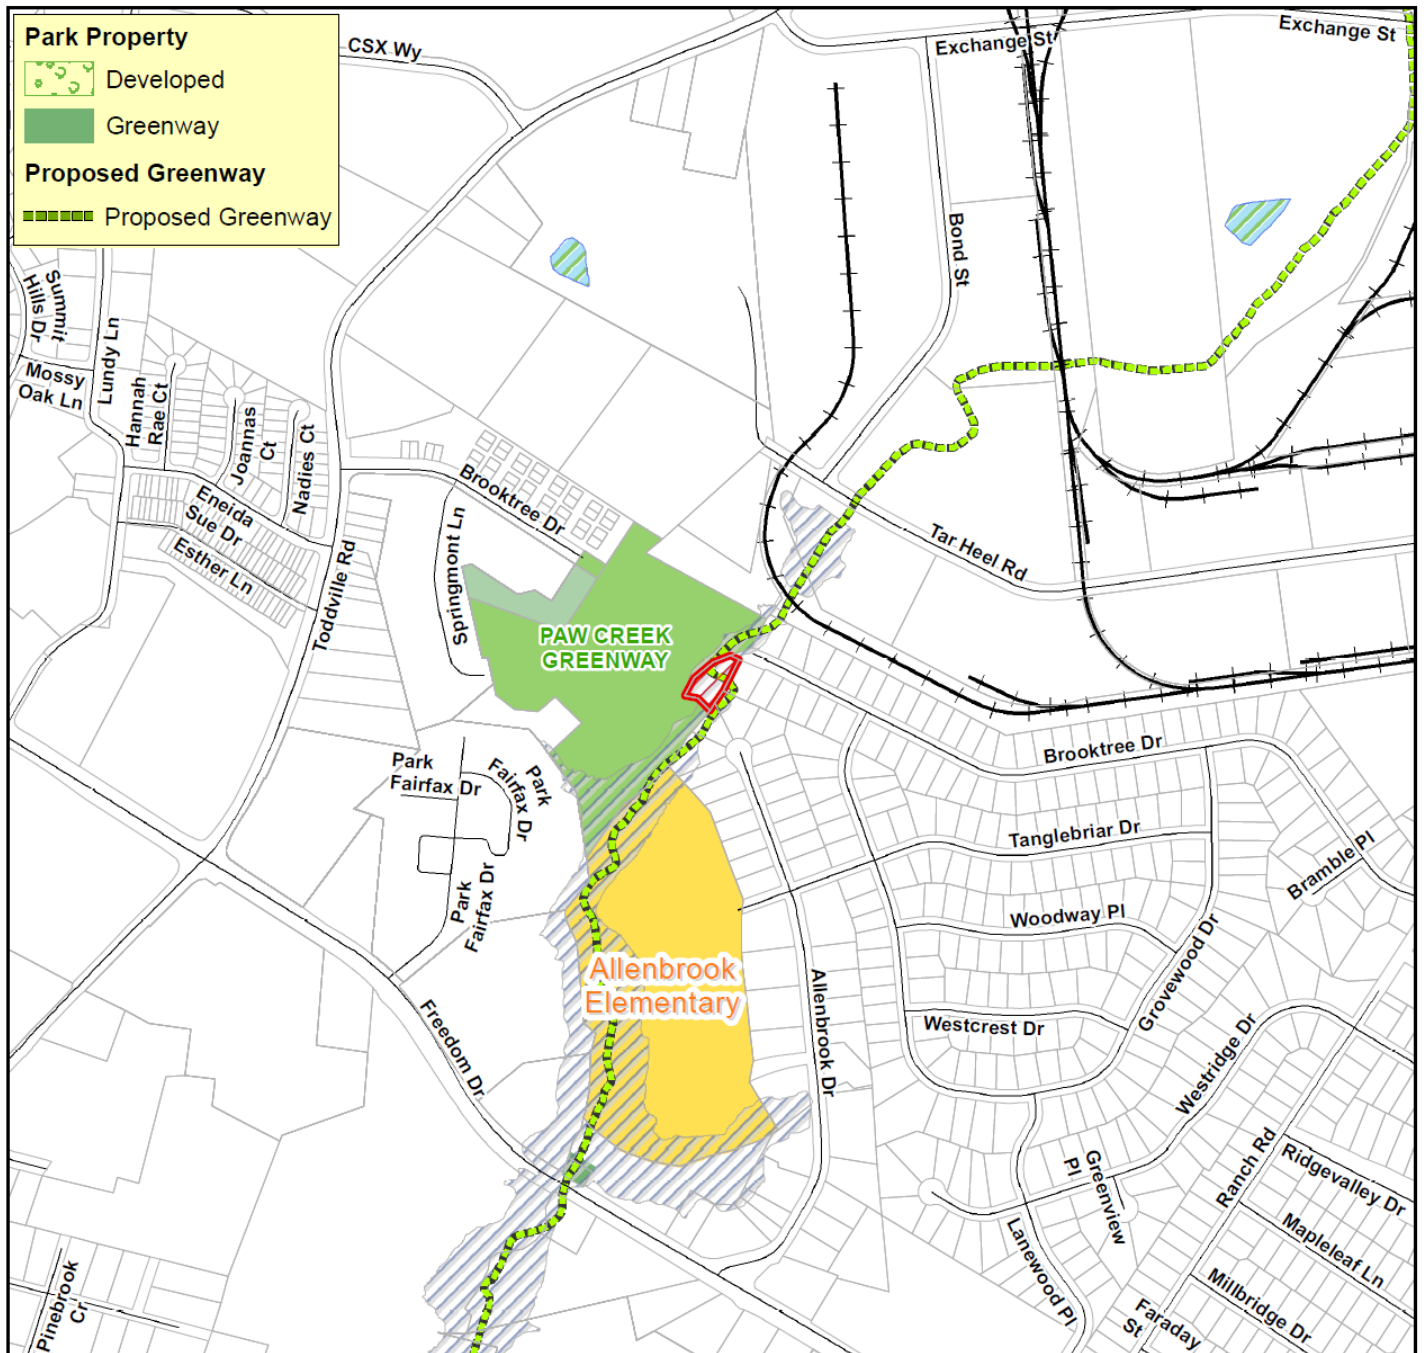 Park Property
Developed
Greenway
Proposed Greenway
Proposed Greenway
CSX Wy
Exchange St
Exchange St
Bond St
Summit
Hills Dr
Lundy Ln
Mossy
Oak Ln
Hannah
Rae Ct
Joannas
Ct
Nadies Ct
Eneida
Sue Dr
Esther Ln
Toddville Rd
Brooktree Dr
Springmont Ln
Tar Heel Rd
PAW CREEK
GREENWAY
Park
Fairfax Dr
Park
Fairfax Dr
Park
Fairfax Dr
Brooktree Dr
Tanglebriar Dr
Bramble Pl
Woodway Pl
Grovewood Dr
Westcrest Dr
Allenbrook
Elementary
Allenbrook Dr
Freedom Dr
Westridge Dr
Ranch Rd
Greenview
Pl
Ridgevalley Dr
Mapleleaf Ln
Millbridge Dr
Lanewood Pl
Faraday
St
Pinebrook
Cr